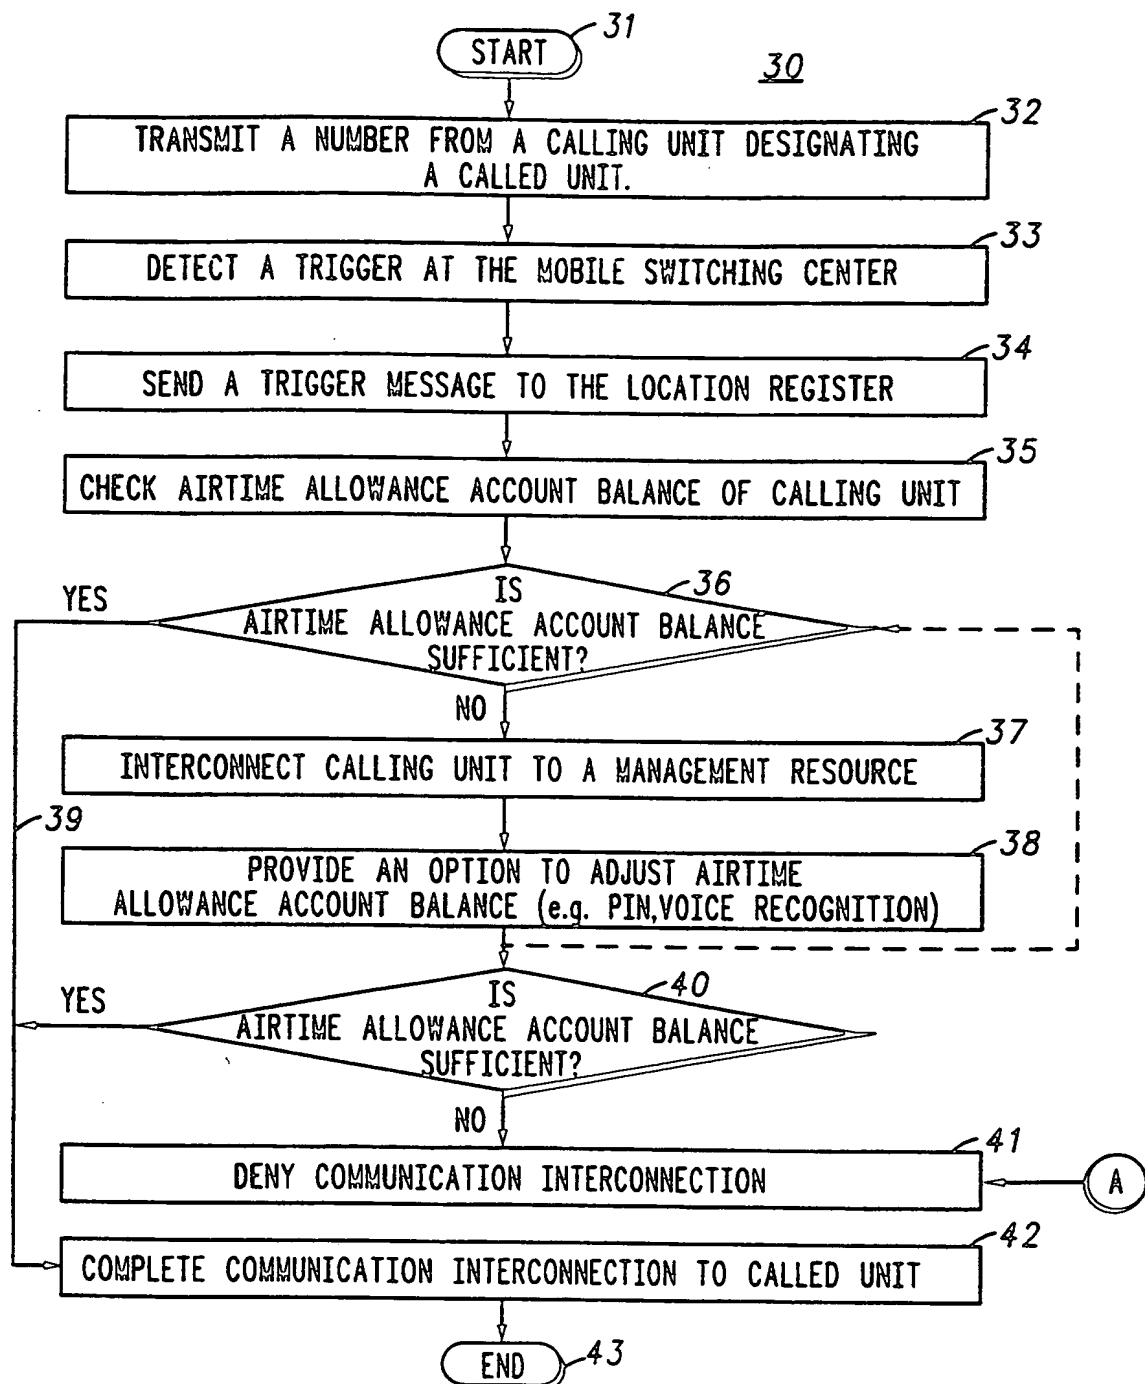 31
START
30
32
TRANSMIT A NUMBER FROM A CALLING UNIT DESIGNATING
A CALLED UNIT.
33
DETECT A TRIGGER AT THE MOBILE SWITCHING CENTER
34
SEND A TRIGGER MESSAGE TO THE LOCATION REGISTER
35
CHECK AIRTIME ALLOWANCE ACCOUNT BALANCE OF CALLING UNIT
36
YES
IS
AIRTIME ALLOWANCE ACCOUNT BALANCE
SUFFICIENT?
NO
37
INTERCONNECT CALLING UNIT TO A MANAGEMENT RESOURCE
39
38
PROVIDE AN OPTION TO ADJUST AIRTIME
ALLOWANCE ACCOUNT BALANCE (e.g. PIN,VOICE RECOGNITION)
40
YES
IS
AIRTIME ALLOWANCE ACCOUNT BALANCE
SUFFICIENT?
NO
41
DENY COMMUNICATION INTERCONNECTION
A
42
COMPLETE COMMUNICATION INTERCONNECTION TO CALLED UNIT
END
43